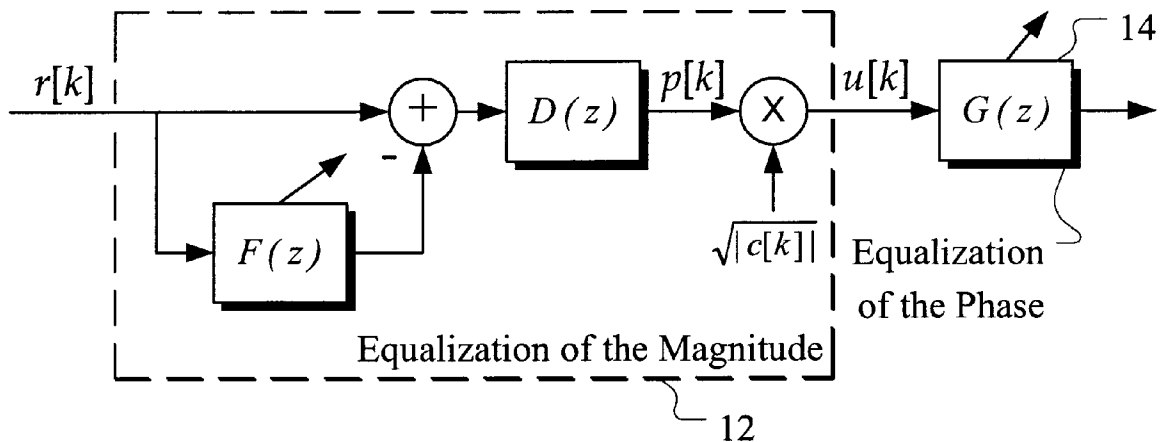 14
r[k]
+
-
D(z)
p[k]
X
u[k]
G(z)
F(z)
√|c[k]|
Equalization
of the Phase
Equalization of the Magnitude
12